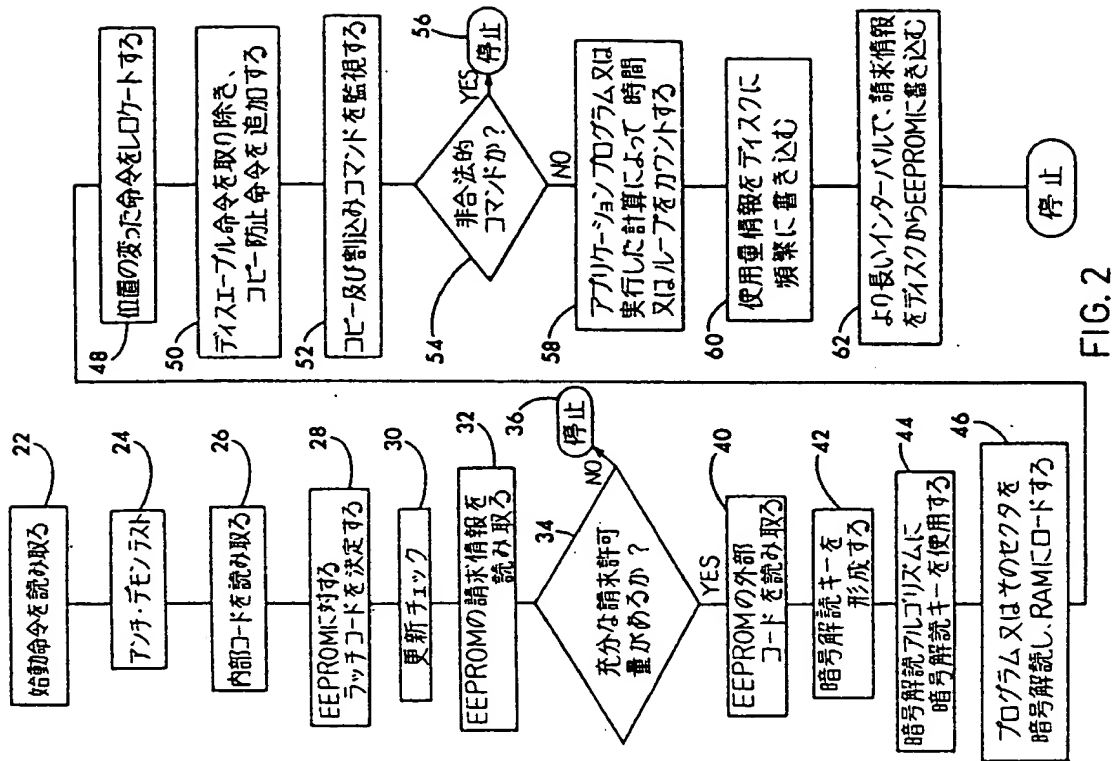 22
始動命令を読み取る
24
アンチ・デモンテスト
26
内部コードを読み取る
28
EEPROMに対する
ラッチコードを決定する
30
更新チェック
32
EEPROMの請求情報を
読み取る
34
充分な請求許可
量があるか?
NO
36
停止
YES
40
EEPROMの外部
コードを読み取る
42
暗号解読キーを
形成する
44
暗号解読アルゴリズムに
暗号解読キーを使用する
46
プログラム又はそのセクタを
暗号解読し、RAMにロードする
48
位置の変った命令をレロケートする
50
ディスエーブル命令を取り除き、
コピー防止命令を追加する
52
コピー及び割込みコマンドを監視する
54
非合法的
コマンドか?
YES
56
停止
NO
58
アプリケーションプログラム又は
実行した計算によって時間
又はループをカウントする
60
使用量情報をディスクに
頻繁に書き込む
62
より長いインターバルで、請求情報
をディスクからEEPROMに書き込む
停止
FIG. 2